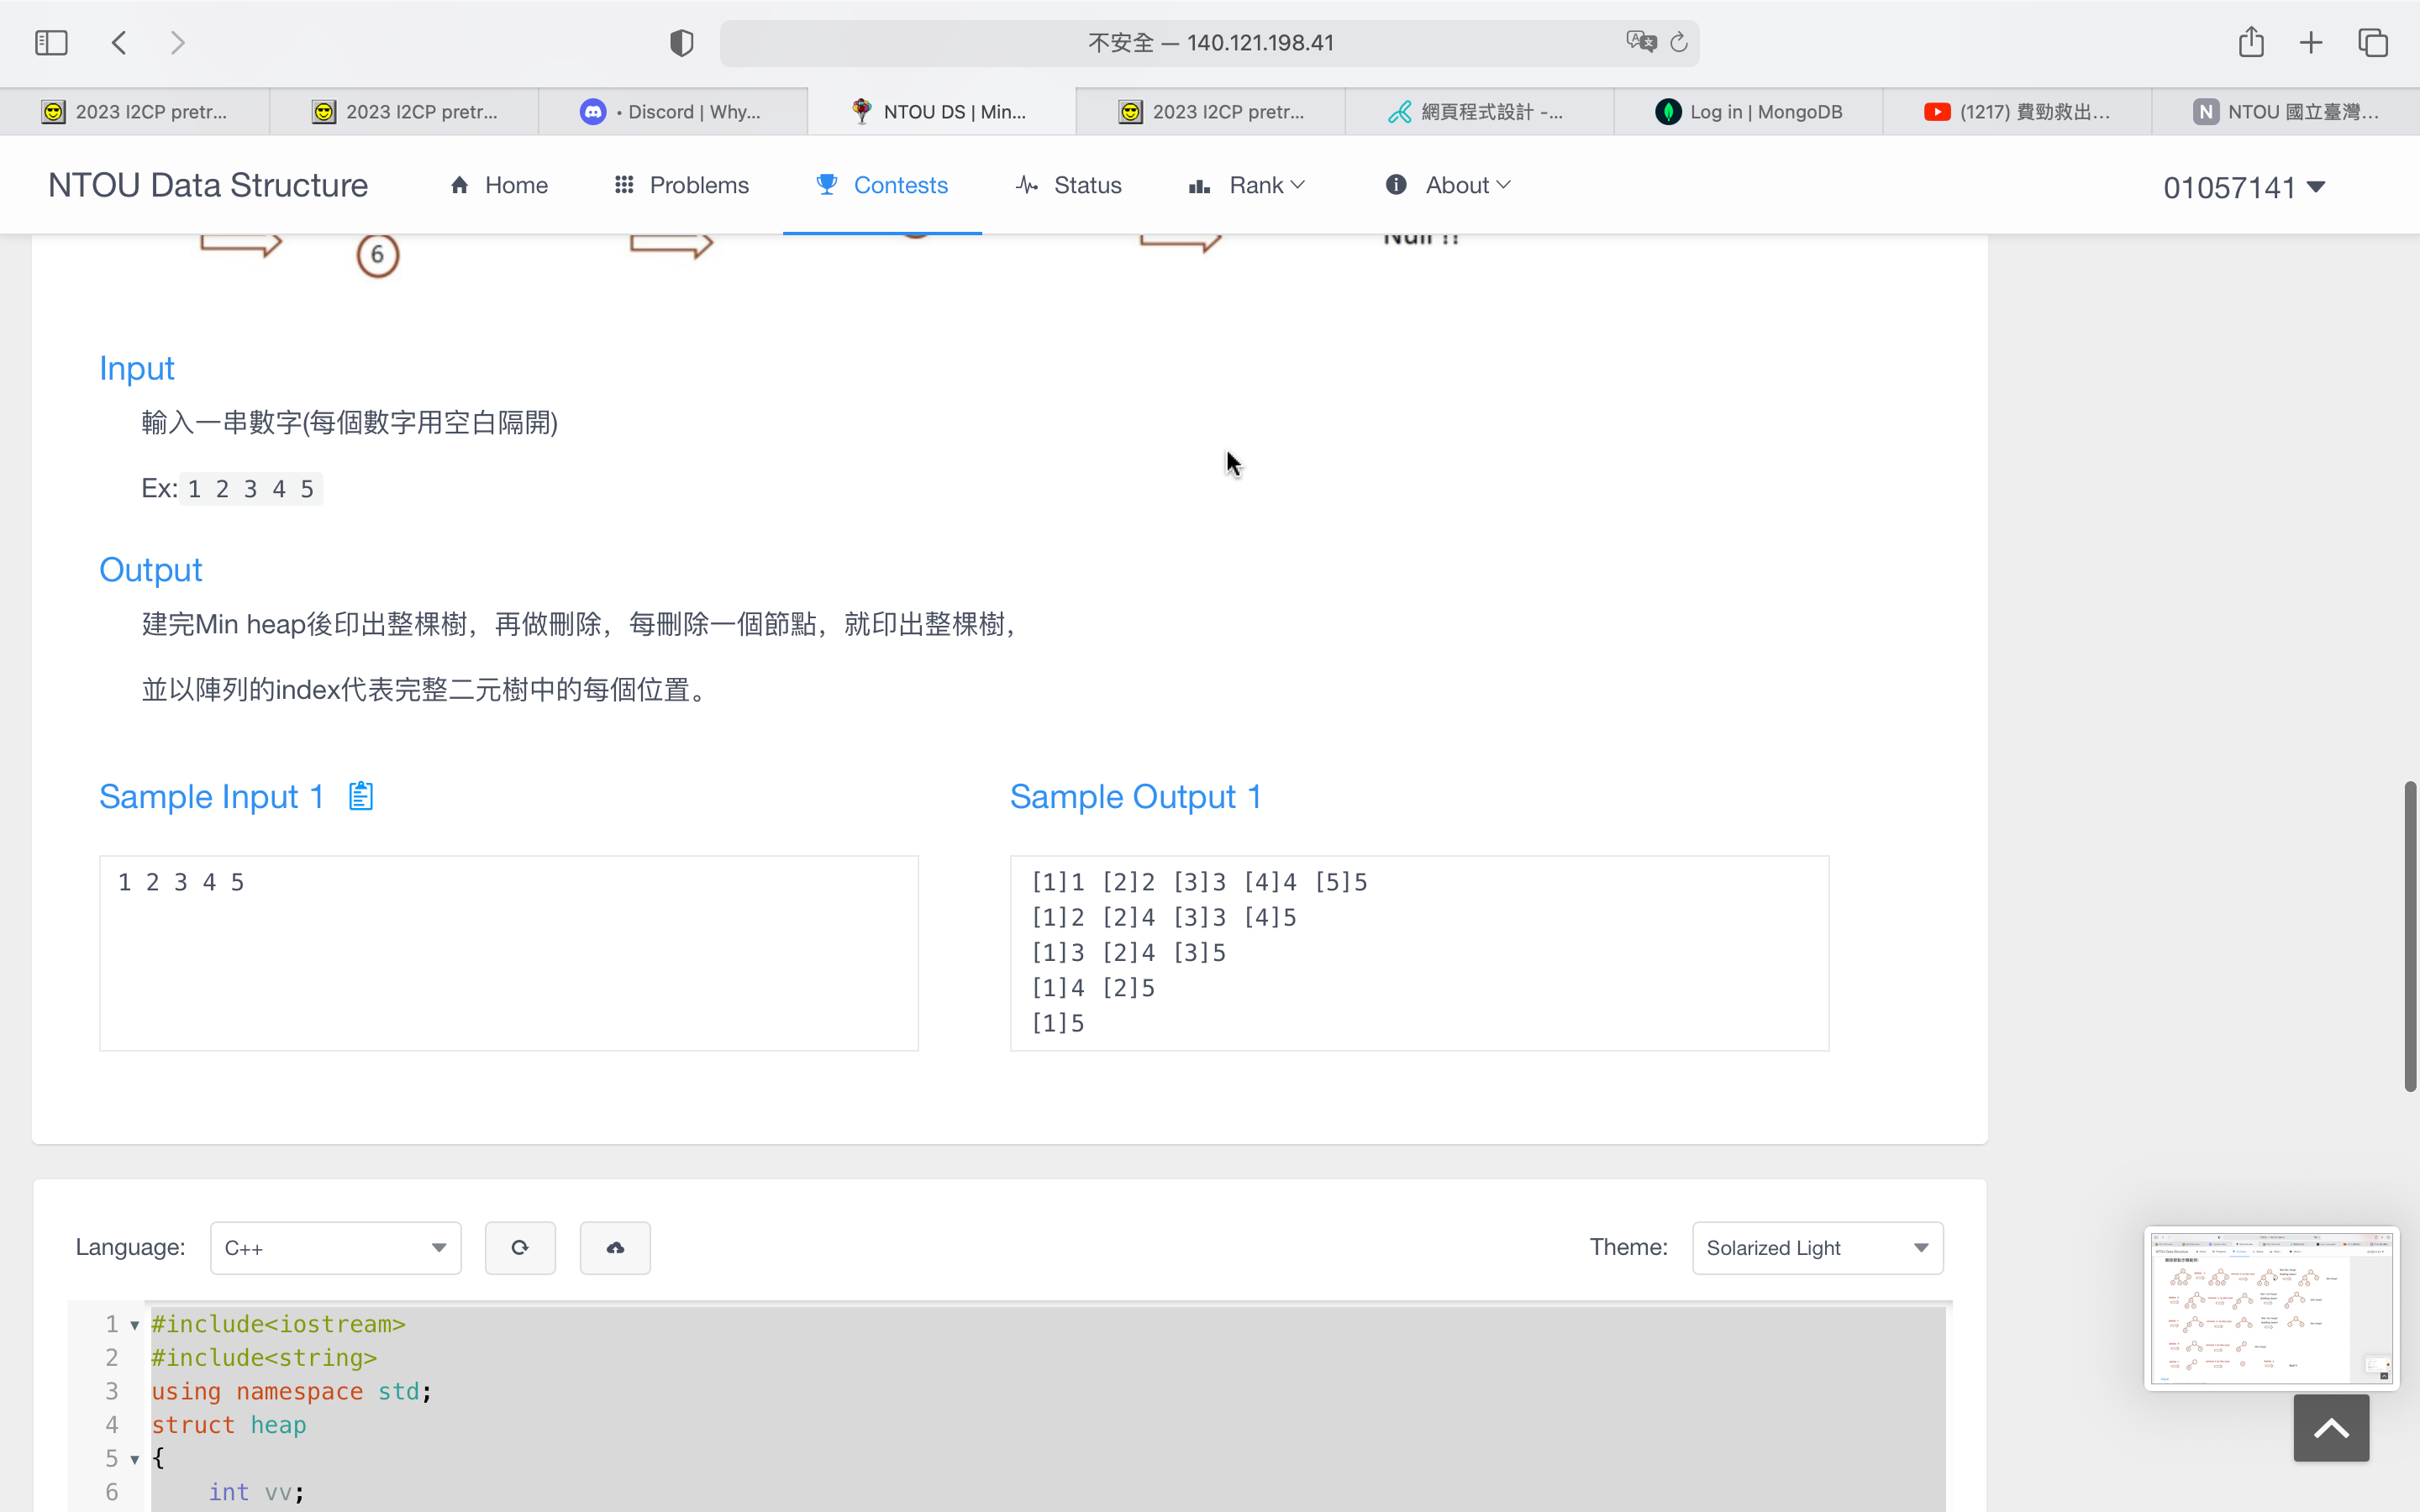 不安全 — 140.121.198.41
2023 I2CP pretr...
2023 I2CP pretr...
• Discord | Why...
NTOU DS | Min...
2023 I2CP pretr...
網頁程式設計 -...
Log in | MongoDB
(1217) 費勁救出...
N NTOU 國立臺灣...
NTOU Data Structure
Home
Problems
Contests
Status
Rank
About
01057141
6
Null !!
Input
輸入一串數字(每個數字用空白隔開)
Ex: 1 2 3 4 5
Output
建完Min heap後印出整棵樹，再做刪除，每刪除一個節點，就印出整棵樹，
並以陣列的index代表完整二元樹中的每個位置。
Sample Input 1
1 2 3 4 5
Sample Output 1
[1]1 [2]2 [3]3 [4]4 [5]5
[1]2 [2]4 [3]3 [4]5
[1]3 [2]4 [3]5
[1]4 [2]5
[1]5
Language: C++
Theme: Solarized Light
1 #include<iostream>
2 #include<string>
3 using namespace std;
4 struct heap
5 {
6 int vv;